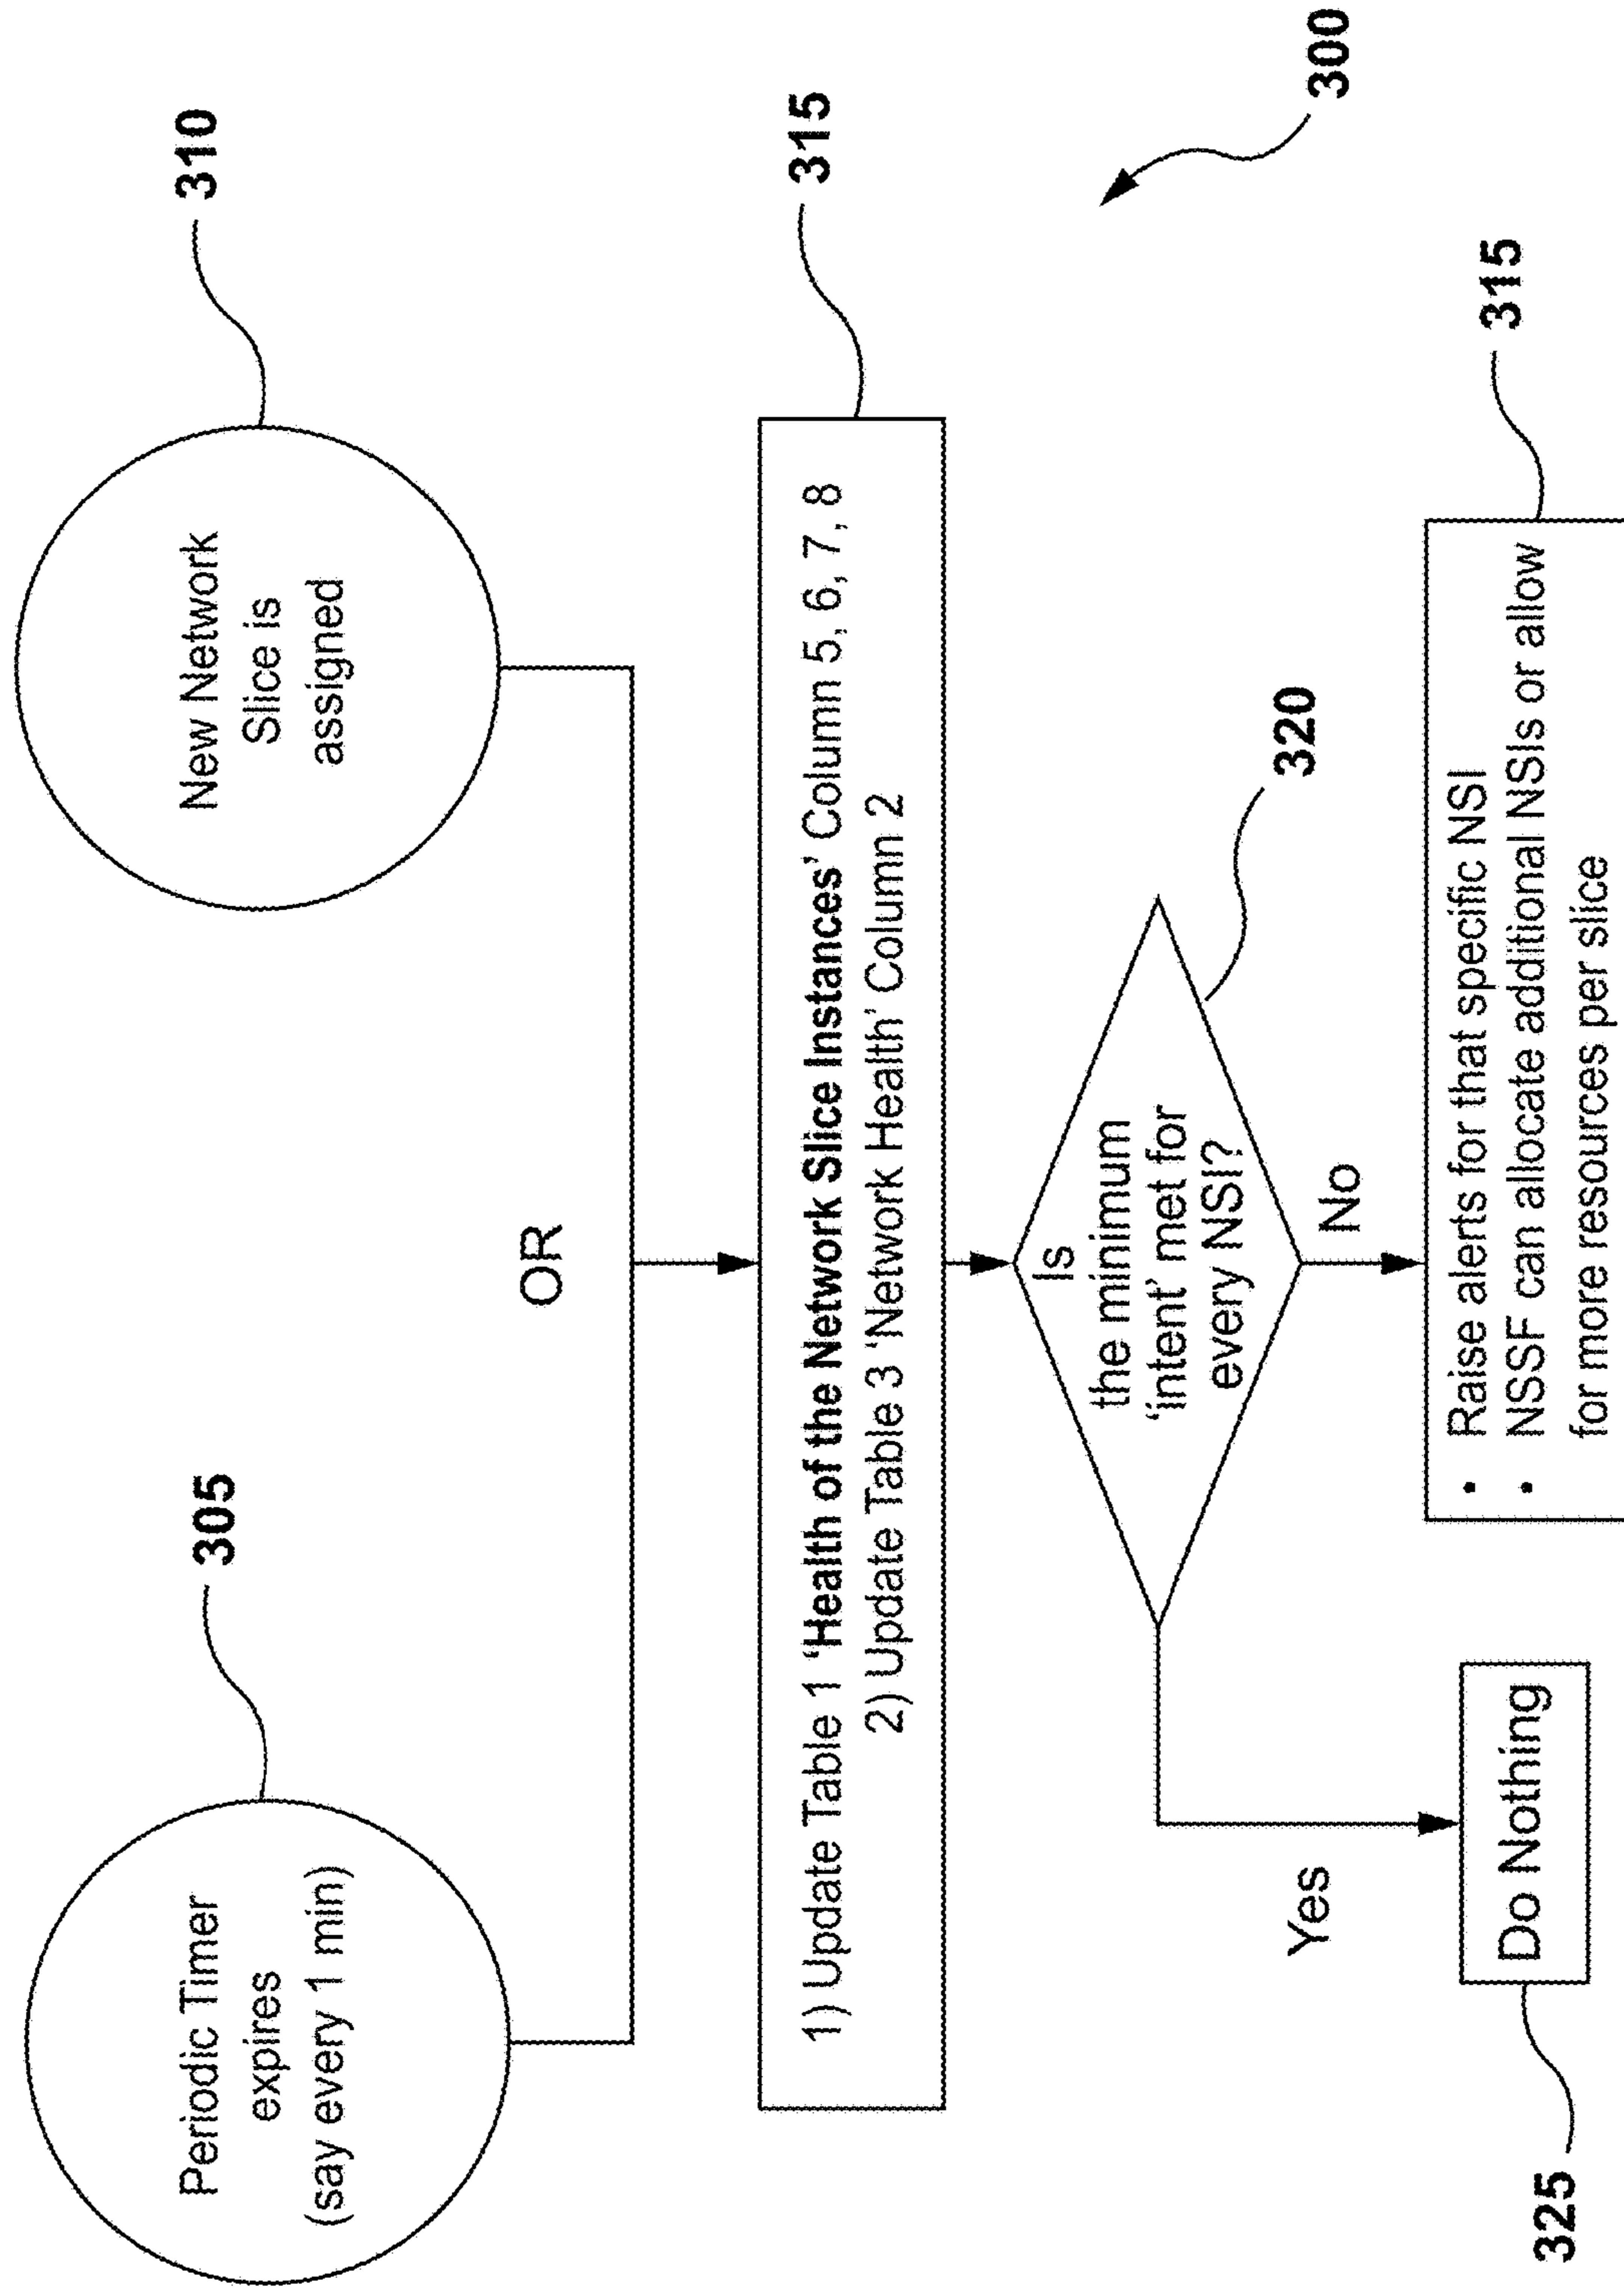 305
310
Periodic Timer
expires
(say every 1 min)
New Network
Slice is
assigned
OR
315
1) Update Table 1 'Health of the Network Slice Instances' Column 5, 6, 7, 8
2) Update Table 3 'Network Health' Column 2
300
320
Is
the minimum
'intent' met for
every NSI?
Yes
No
315
Do Nothing
325
• Raise alerts for that specific NSI
• NSSF can allocate additional NSIs or allow
for more resources per slice